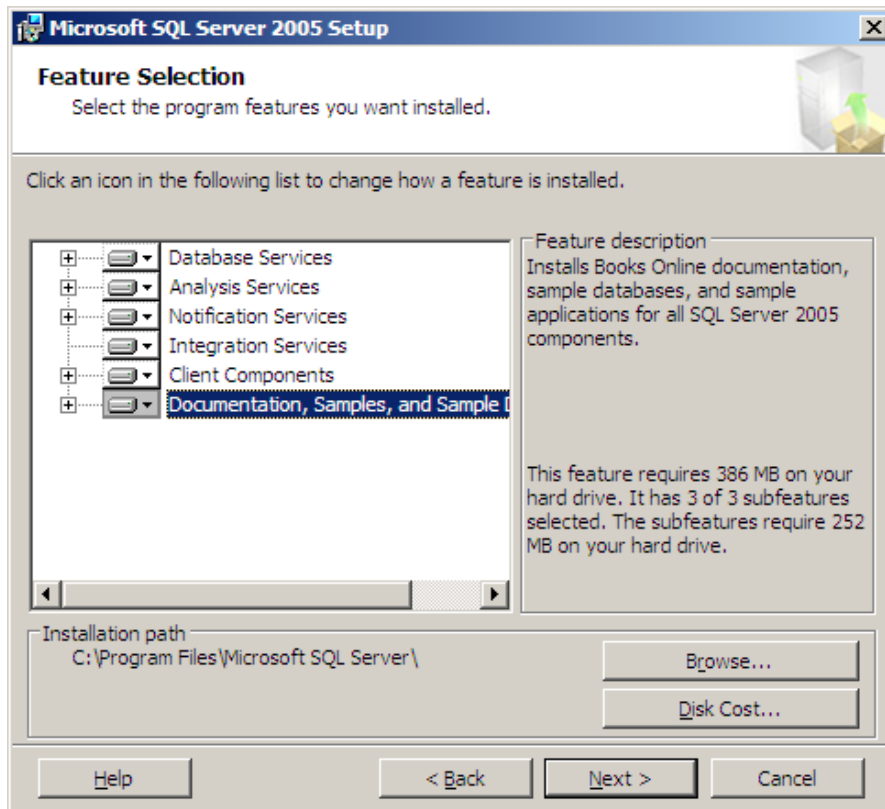 Microsoft SQL Server 2005 Setup
Feature Selection
Select the program features you want installed.
Click an icon in the following list to change how a feature is installed.
Database Services
Analysis Services
Notification Services
Integration Services
Client Components
Documentation, Samples, and Sample
Feature description
Installs Books Online documentation,
sample databases, and sample
applications for all SQL Server 2005
components.
This feature requires 386 MB on your
hard drive. It has 3 of 3 subfeatures
selected. The subfeatures require 252
MB on your hard drive.
Installation path
C:\Program Files\Microsoft SQL Server\
Browse...
Disk Cost...
Help
< Back
Next >
Cancel